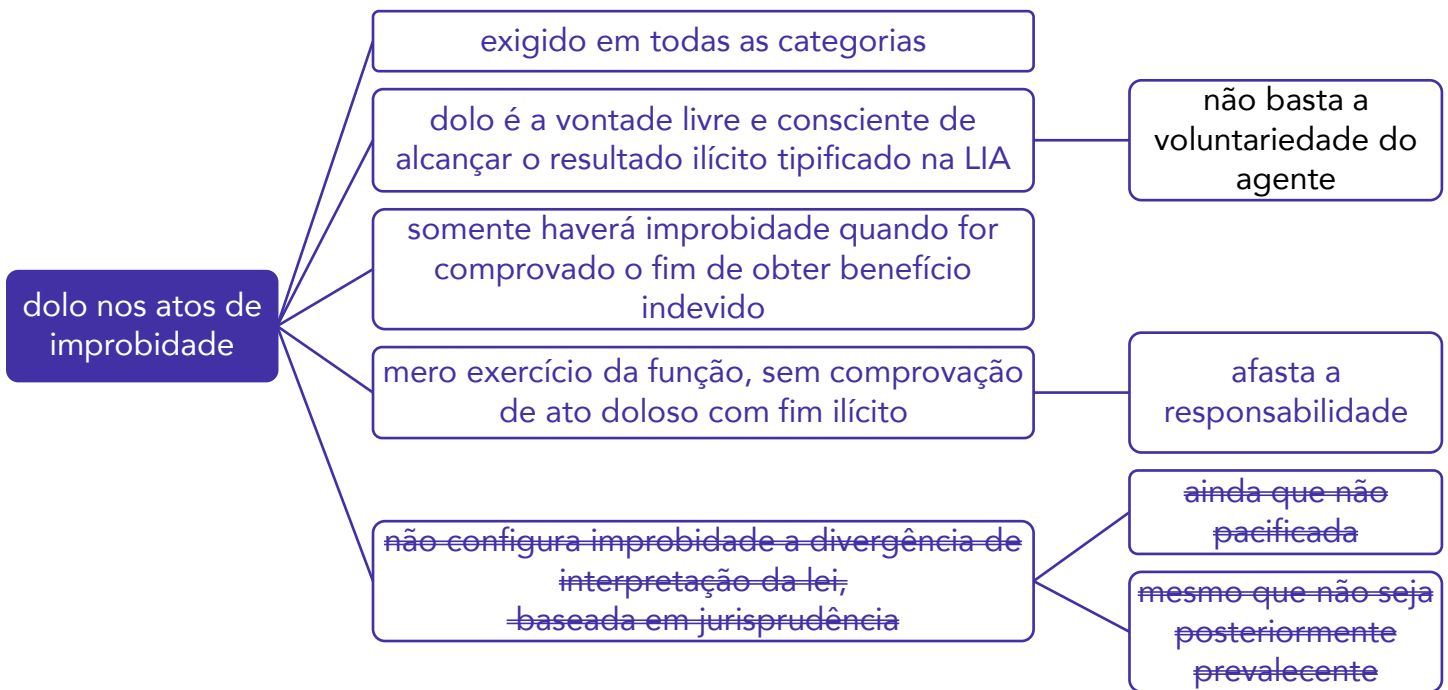 exigido em todas as categorias
dolo é a vontade livre e consciente de
alcançar o resultado ilícito tipificado na LIA
não basta a
voluntariedade do
agente
somente haverá improbidade quando for
comprovado o fim de obter benefício
indevido
dolo nos atos de
improbidade
mero exercício da função, sem comprovação
de ato doloso com fim ilícito
afasta a
responsabilidade
não configura improbidade a divergência de
interpretação da lei,
baseada em jurisprudência
ainda que não
pacificada
mesmo que não seja
posteriormente
prevalecente